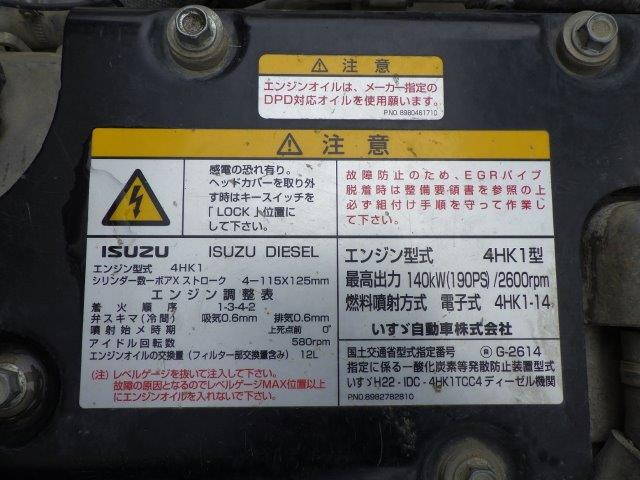 ⚠ 注意
エンジンオイルは、メーカー指定の
DPD対応オイルを使用願います。
P.NO. 8980461710
⚠ 注意
感電の恐れ有り。
ヘッドカバーを取り外
す時はキースイッチを
「LOCK」位置に
して下さい。
故障防止のため、EGRパイプ
脱着時は整備要領書を参照の上
必ず組付け手順を守って作業し
て下さい。
ISUZU ISUZU DIESEL
エンジン型式 4HK1
シリンダー数ーボアX ストローク 4ー115X125mm
エンジン調整表
着火順序 1-3-4-2
弁スキマ(冷間) 吸気0.6mm 排気0.6mm
噴射始メ時期 上死点前 0°
アイドル回転数 580rpm
エンジンオイルの交換量(フィルター部交換量含み) 12L
(注)レベルゲージを抜いて注入して下さい。
故障の原因となるのでレベルゲージMAX位置以上
にエンジンオイルを入れないで下さい。
エンジン型式 4HK1型
最高出力 140kW(190PS)/2600rpm
燃料噴射方式 電子式 4HK1-14
いすゞ自動車株式会社
国土交通省型式指定番号 Ⓡ G-2614
指定に係る一酸化炭素等発散防止装置型式
いすゞH22-IDC-4HK1TCC4ディーゼル機関
P.NO. 8982782810